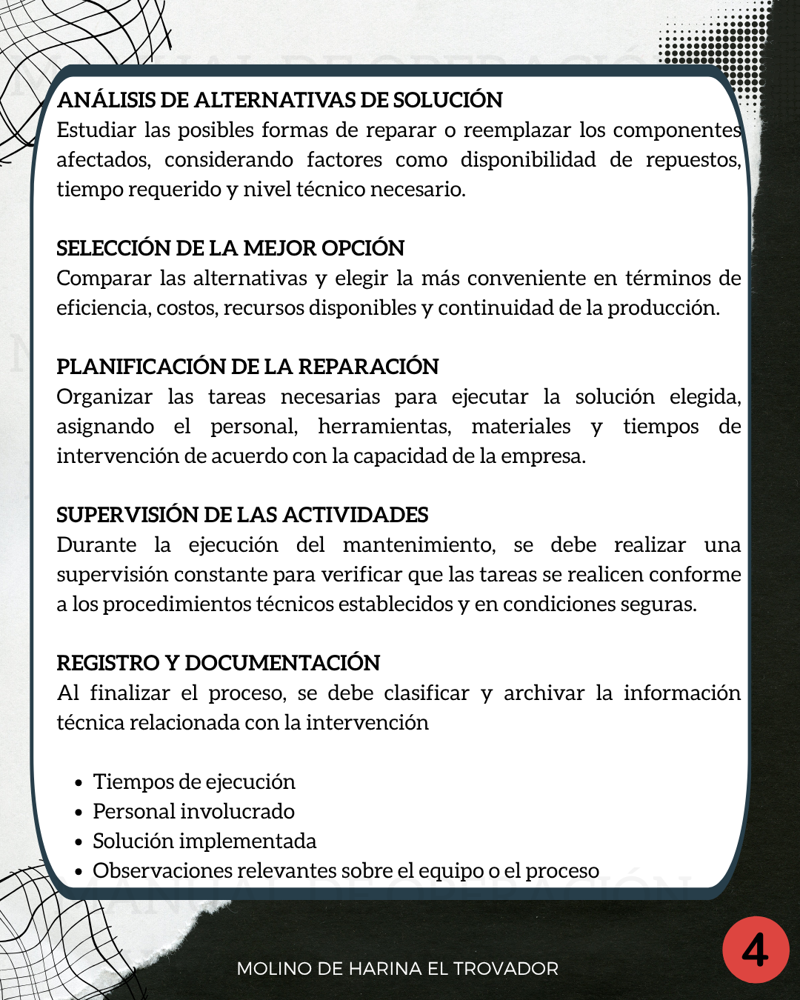 MANUAL DE OPERACIÓN
ANÁLISIS DE ALTERNATIVAS DE SOLUCIÓN
Estudiar las posibles formas de reparar o reemplazar los componentes
afectados, considerando factores como disponibilidad de repuestos,
tiempo requerido y nivel técnico necesario.
SELECCIÓN DE LA MEJOR OPCIÓN
Comparar las alternativas y elegir la más conveniente en términos de
eficiencia, costos, recursos disponibles y continuidad de la producción.
PLANIFICACIÓN DE LA REPARACIÓN
Organizar las tareas necesarias para ejecutar la solución elegida,
asignando el personal, herramientas, materiales y tiempos de
intervención de acuerdo con la capacidad de la empresa.
SUPERVISIÓN DE LAS ACTIVIDADES
Durante la ejecución del mantenimiento, se debe realizar una
supervisión constante para verificar que las tareas se realicen conforme
a los procedimientos técnicos establecidos y en condiciones seguras.
REGISTRO Y DOCUMENTACIÓN
Al finalizar el proceso, se debe clasificar y archivar la información
técnica relacionada con la intervención
• Tiempos de ejecución
• Personal involucrado
• Solución implementada
• Observaciones relevantes sobre el equipo o el proceso
MANUAL DE OPERACIÓN
MOLINO DE HARINA EL TROVADOR
4